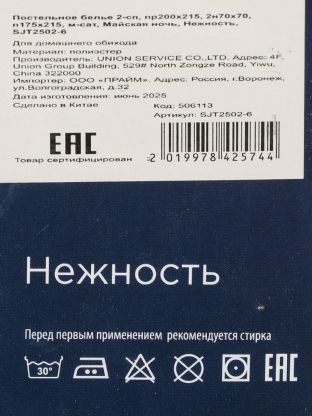 Постельное белье 2-сп, пр200х215, 2н70х70,
п175х215, м-сат, Майская ночь, Нежность,
SJT2502-6
Для домашнего обихода
Материал: полиэстер
Производитель: UNION SERVICE CO.,LTD. Адрес: 4F,
Union Group Building, 529# North Zongze Road, Yiwu,
China 322000
Импортер: ООО «ПРАЙМ». Адрес: Россия, г.Воронеж,
ул.Волгоградская, д.32
Дата изготовления: июнь 2025
Сделано в Китае
Код: 506113
Артикул: SJT2502-6
EAC
Товар сертифицирован
2 019978 425744
Нежность
Перед первым применением рекомендуется стирка
30°
EAC